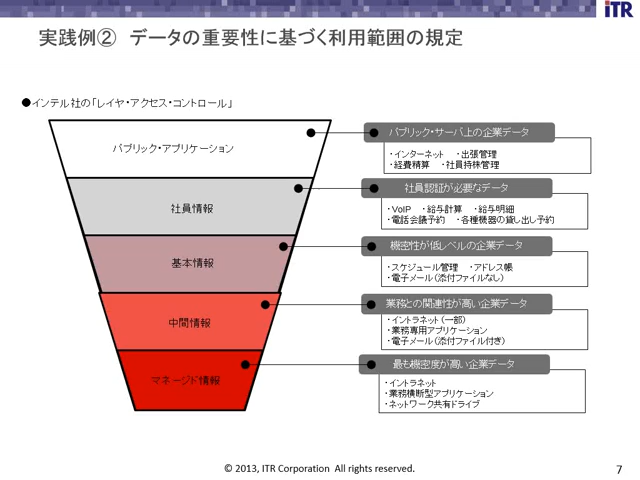 iTR
実践例② データの重要性に基づく利用範囲の規定
●インテル社の「レイヤ・アクセス・コントロール」
パブリック・アプリケーション
パブリック・サーバ上の企業データ
・インターネット ・出張管理
・経費精算 ・社員持株管理
社員情報
社員認証が必要なデータ
・VoIP ・給与計算 ・給与明細
・電話会議予約 ・各種機器の貸し出し予約
基本情報
機密性が低レベルの企業データ
・スケジュール管理 ・アドレス帳
・電子メール(添付ファイルなし)
中間情報
業務との関連性が高い企業データ
・イントラネット(一部)
・業務専用アプリケーション
・電子メール(添付ファイル付き)
マネージド情報
最も機密度が高い企業データ
・イントラネット
・業務横断型アプリケーション
・ネットワーク共有ドライブ
© 2013, ITR Corporation All rights reserved.
7